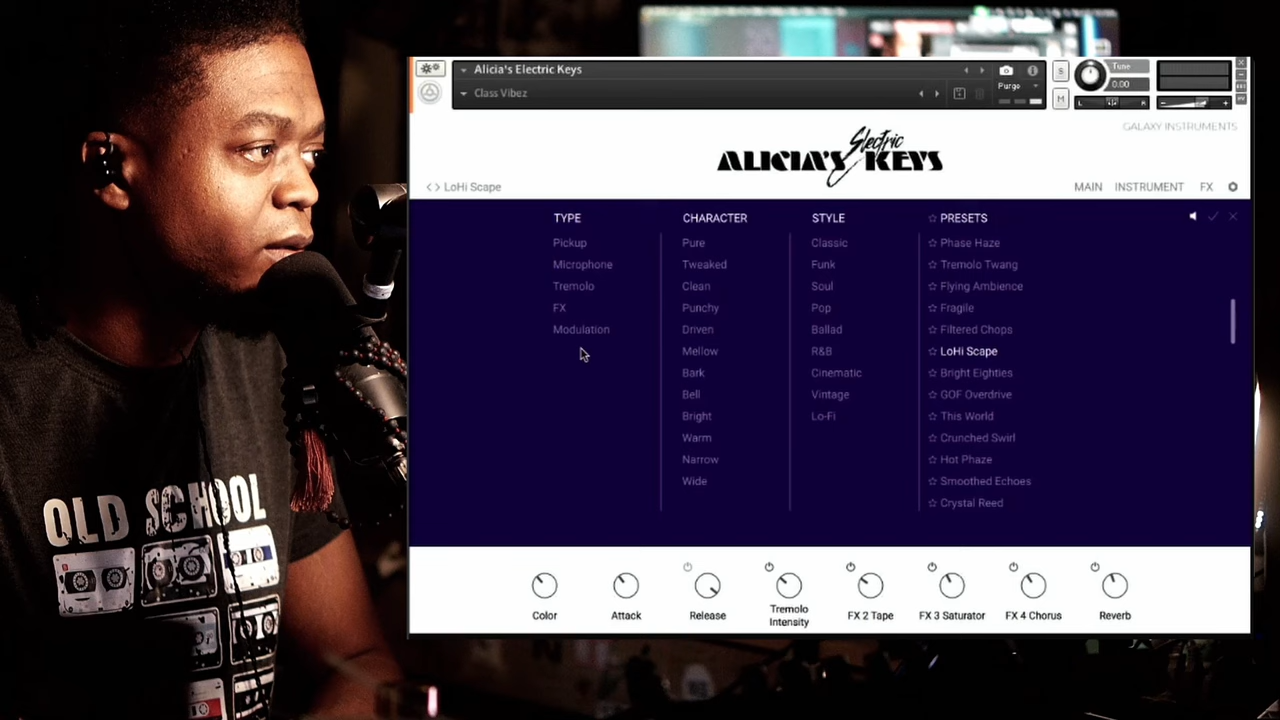 Alicia's Electric Keys
Class Vibez
Purge
S
M
Tune
0.00
L R
GALAXY INSTRUMENTS
Electric
ALICIA'S KEYS
<> LoHi Scape
MAIN INSTRUMENT FX
TYPE CHARACTER STYLE PRESETS
Pickup Pure Classic Phase Haze
Microphone Tweaked Funk Tremolo Twang
Tremolo Clean Soul Flying Ambience
FX Punchy Pop Fragile
Modulation Driven Ballad Filtered Chops
Mellow R&B LoHi Scape
Bark Cinematic Bright Eighties
Bell Vintage GOF Overdrive
Bright Lo-Fi This World
Warm Crunched Swirl
Narrow Hot Phaze
Wide Smoothed Echoes
Crystal Reed
Color Attack Release Tremolo Intensity FX 2 Tape FX 3 Saturator FX 4 Chorus Reverb
OLD SCHOOL